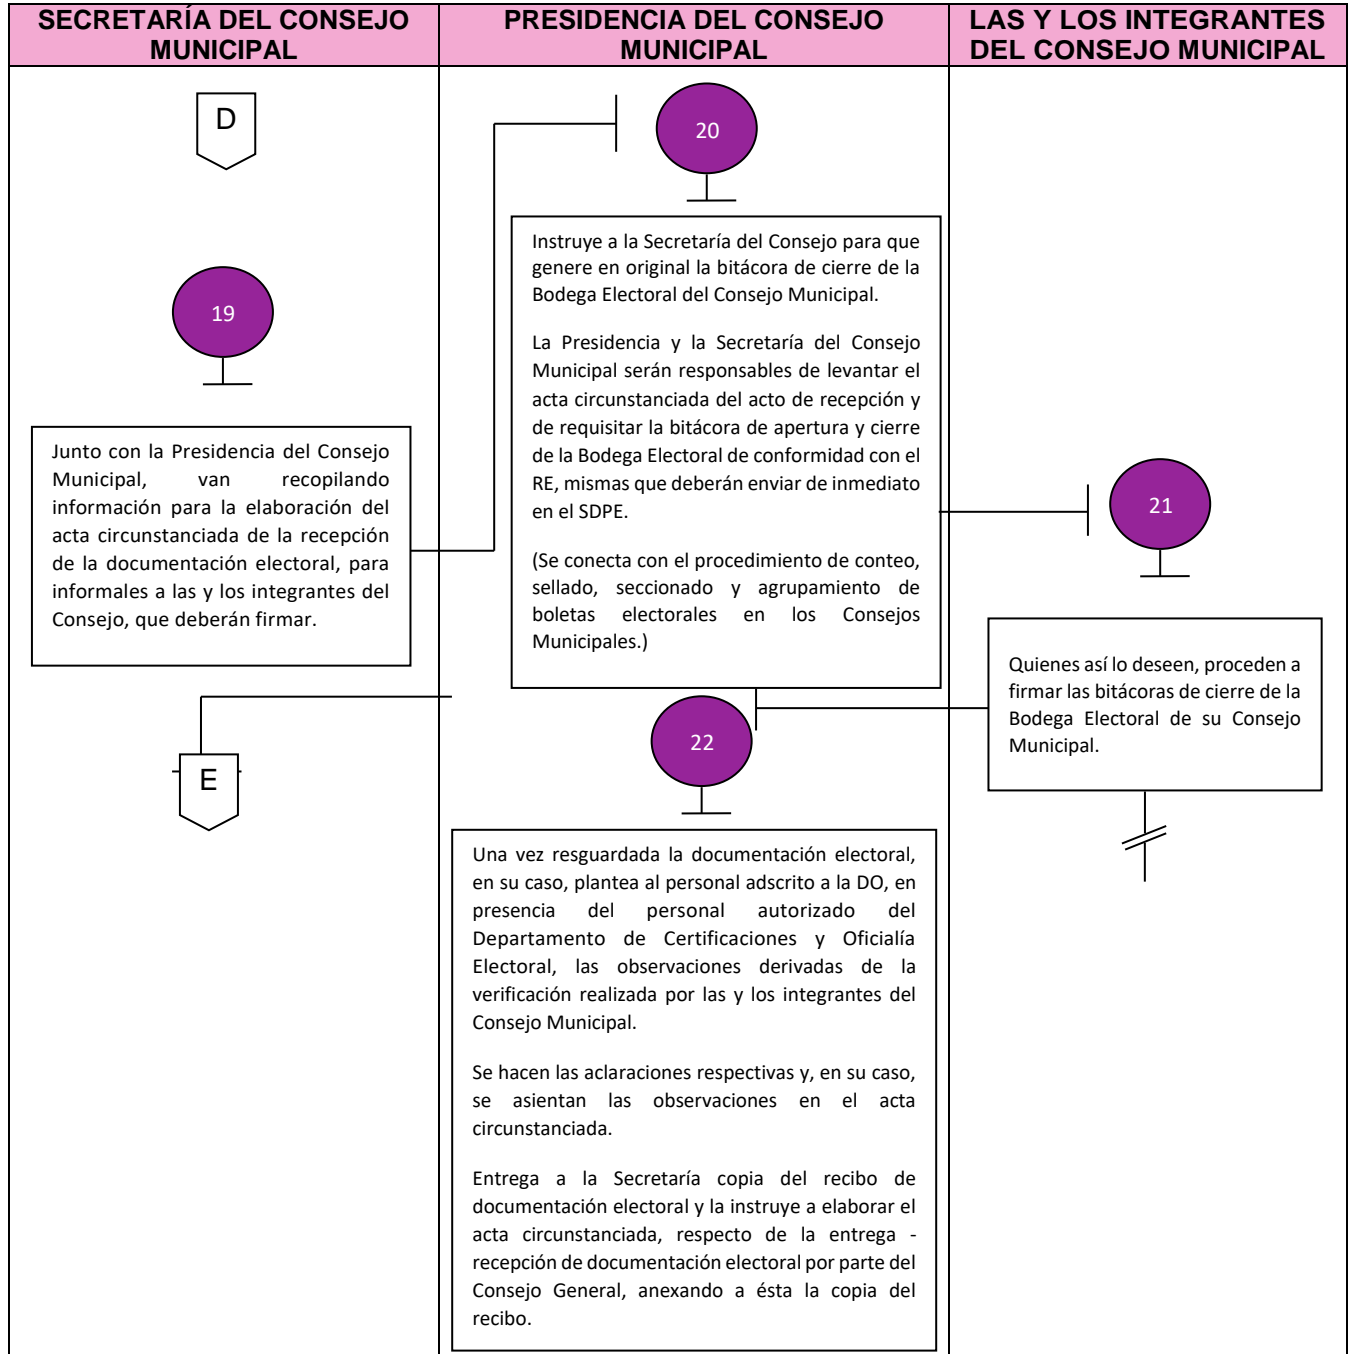 SECRETARÍA DEL CONSEJO
MUNICIPAL
PRESIDENCIA DEL CONSEJO
MUNICIPAL
LAS Y LOS INTEGRANTES
DEL CONSEJO MUNICIPAL
D
19
Junto con la Presidencia del Consejo
Municipal, van recopilando
información para la elaboración del
acta circunstanciada de la recepción
de la documentación electoral, para
informales a las y los integrantes del
Consejo, que deberán firmar.
20
Instruye a la Secretaría del Consejo para que
genere en original la bitácora de cierre de la
Bodega Electoral del Consejo Municipal.
La Presidencia y la Secretaría del Consejo
Municipal serán responsables de levantar el
acta circunstanciada del acto de recepción y
de requisitar la bitácora de apertura y cierre
de la Bodega Electoral de conformidad con el
RE, mismas que deberán enviar de inmediato
en el SDPE.
(Se conecta con el procedimiento de conteo,
sellado, seccionado y agrupamiento de
boletas electorales en los Consejos
Municipales.)
21
Quienes así lo deseen, proceden a
firmar las bitácoras de cierre de la
Bodega Electoral de su Consejo
Municipal.
22
Una vez resguardada la documentación electoral,
en su caso, plantea al personal adscrito a la DO, en
presencia del personal autorizado del
Departamento de Certificaciones y Oficialía
Electoral, las observaciones derivadas de la
verificación realizada por las y los integrantes del
Consejo Municipal.
Se hacen las aclaraciones respectivas y, en su caso,
se asientan las observaciones en el acta
circunstanciada.
Entrega a la Secretaría copia del recibo de
documentación electoral y la instruye a elaborar el
acta circunstanciada, respecto de la entrega -
recepción de documentación electoral por parte del
Consejo General, anexando a ésta la copia del
recibo.
E